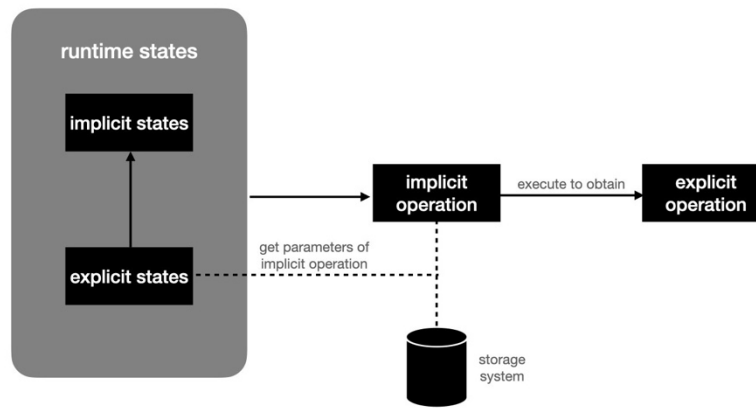 runtime states
implicit states
explicit states
get parameters of
implicit operation
implicit
operation
execute to obtain
explicit
operation
storage
system